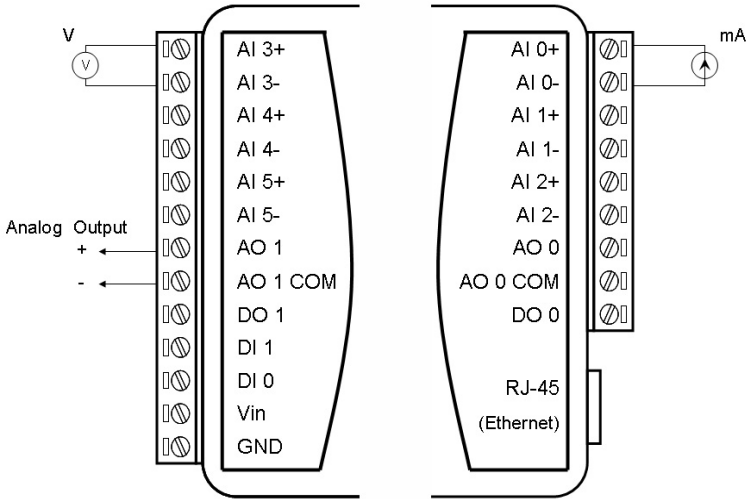 V
V
AI 3+
AI 3-
AI 4+
AI 4-
AI 5+
AI 5-
Analog Output
+
AO 1
-
AO 1 COM
DO 1
DI 1
DI 0
Vin
GND
mA
AI 0+
AI 0-
AI 1+
AI 1-
AI 2+
AI 2-
AO 0
AO 0 COM
DO 0
RJ-45
(Ethernet)